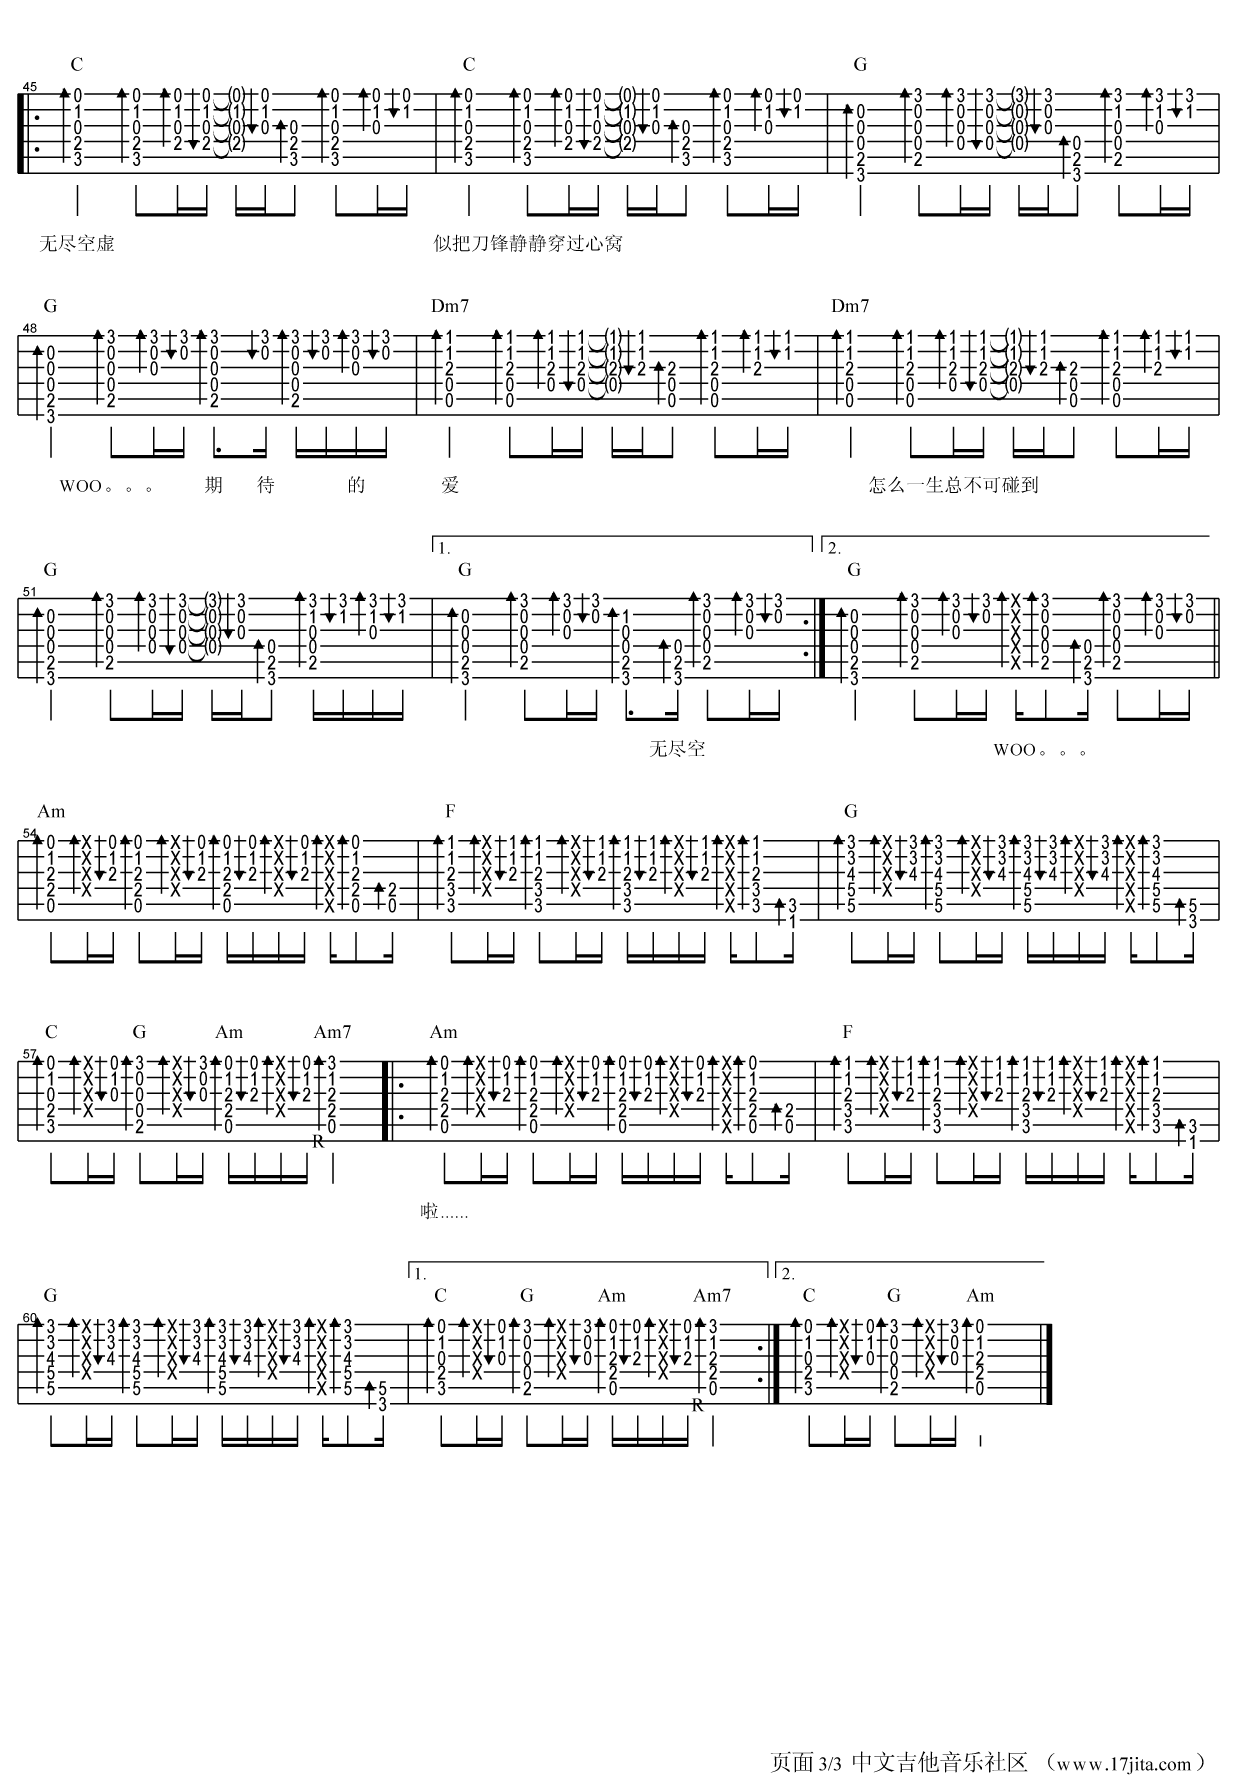 C C G
45
无尽空虚 似把刀锋静静穿过心窝
G Dm7 Dm7
48
WOO。。。 期 待 的 爱 怎么一生总不可碰到
1. 2.
G G G
51
无尽空 WOO。。。
Am F G
54
C G Am Am7 Am F
57
R
啦......
1. 2.
G C G Am Am7 C G Am
60
R
页面 3/3 中文吉他音乐社区 （www.17jita.com）